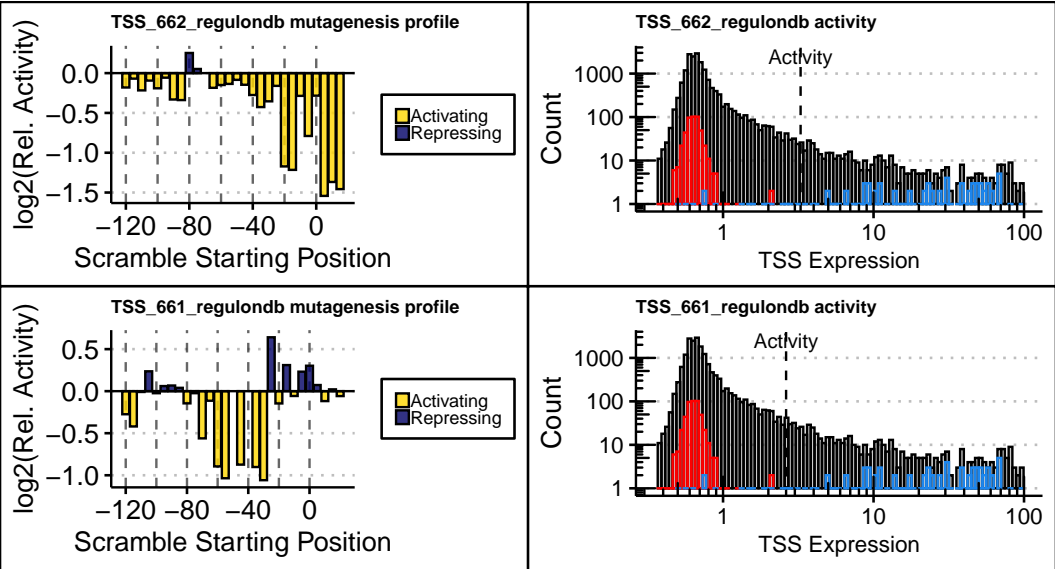 TSS_662_regulondb mutagenesis profile
log2(Rel. Activity)
0.0
−0.5
−1.0
−1.5
−120
−80
−40
0
Scramble Starting Position
Activating
Repressing
TSS_662_regulondb activity
Activity
Count
1000
100
10
1
1
10
100
TSS Expression
TSS_661_regulondb mutagenesis profile
log2(Rel. Activity)
0.5
0.0
−0.5
−1.0
−120
−80
−40
0
Scramble Starting Position
Activating
Repressing
TSS_661_regulondb activity
Activity
Count
1000
100
10
1
1
10
100
TSS Expression